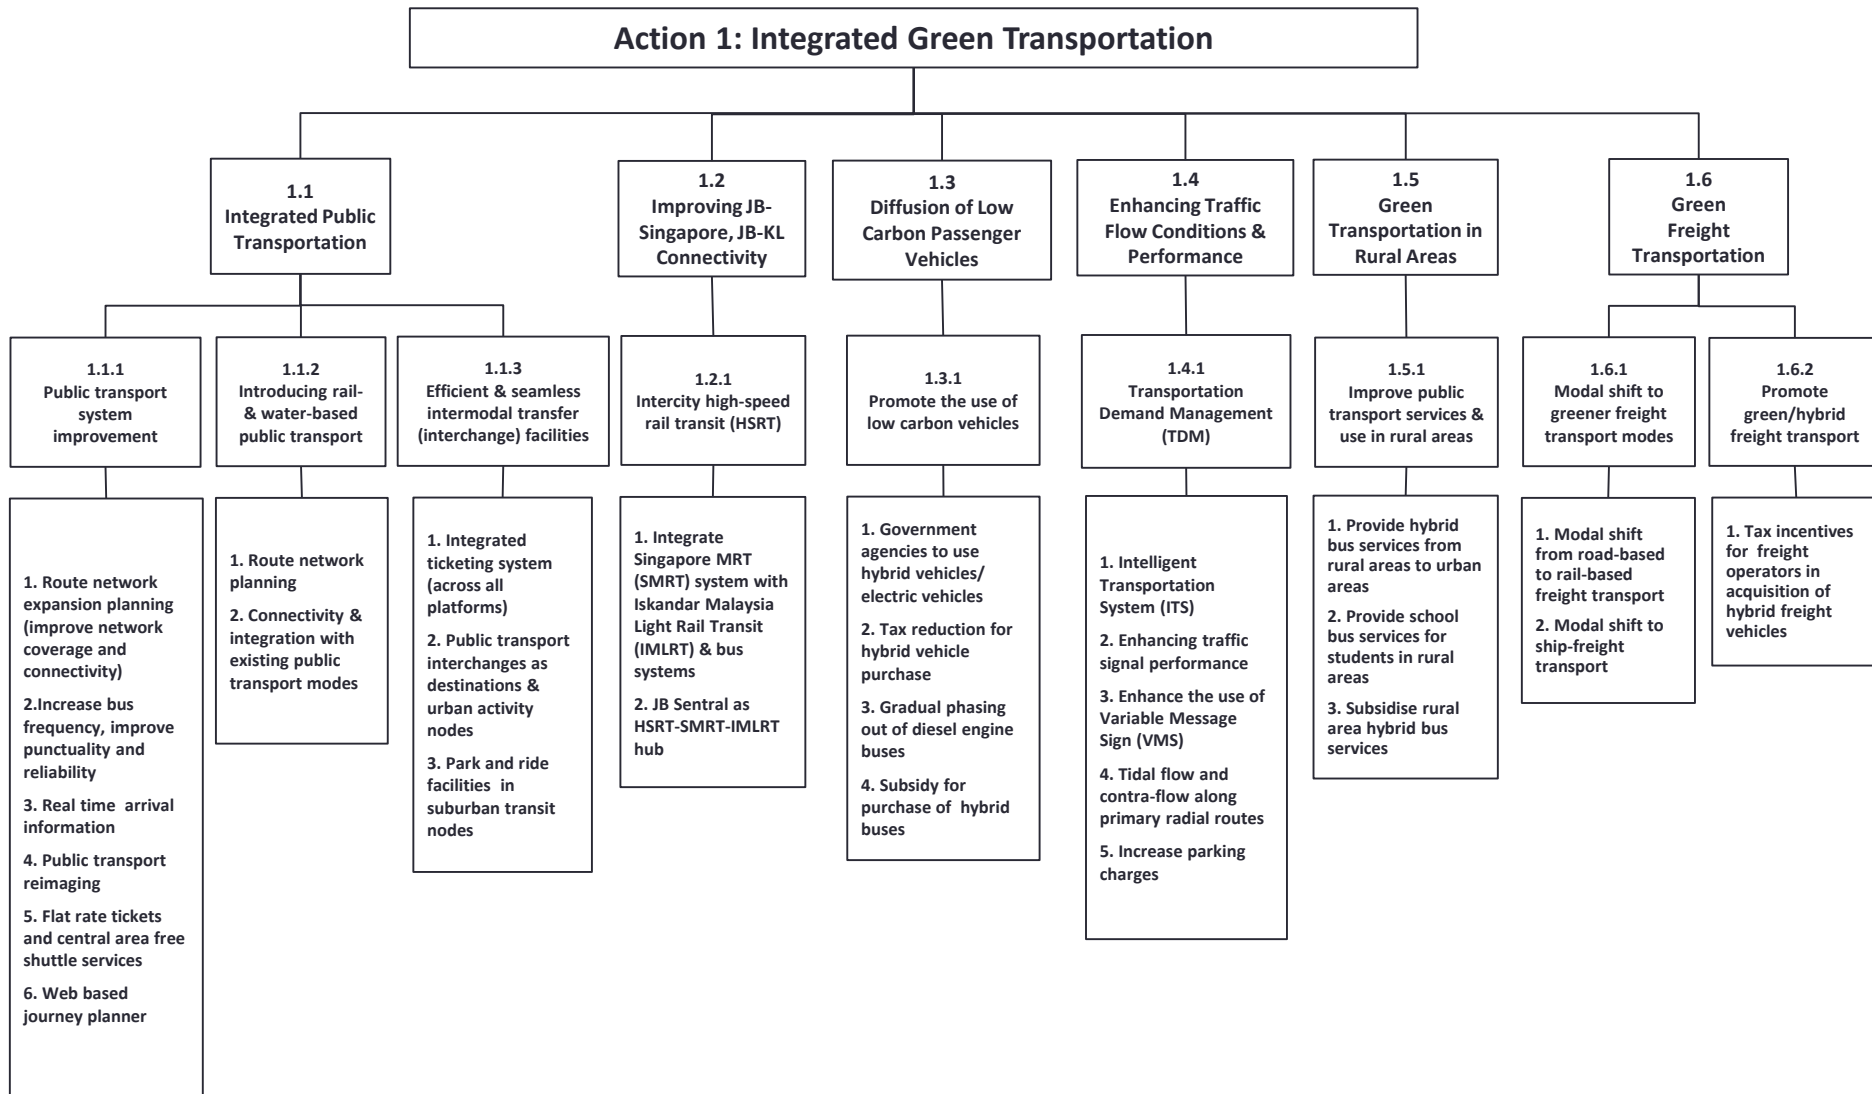 Action 1: Integrated Green Transportation
1.1
Integrated Public
Transportation
1.2
Improving JB-
Singapore, JB-KL
Connectivity
1.3
Diffusion of Low
Carbon Passenger
Vehicles
1.4
Enhancing Traffic
Flow Conditions &
Performance
1.5
Green
Transportation in
Rural Areas
1.6
Green
Freight
Transportation
1.1.1
Public transport
system
improvement
1.1.2
Introducing rail-
& water-based
public transport
1.1.3
Efficient & seamless
intermodal transfer
(interchange) facilities
1.2.1
Intercity high-speed
rail transit (HSRT)
1.3.1
Promote the use of
low carbon vehicles
1.4.1
Transportation
Demand Management
(TDM)
1.5.1
Improve public
transport services &
use in rural areas
1.6.1
Modal shift to
greener freight
transport modes
1.6.2
Promote
green/hybrid
freight transport
1. Route network
expansion planning
(improve network
coverage and
connectivity)
2.Increase bus
frequency, improve
punctuality and
reliability
3. Real time arrival
information
4. Public transport
reimaging
5. Flat rate tickets
and central area free
shuttle services
6. Web based
journey planner
1. Route network
planning
2. Connectivity &
integration with
existing public
transport modes
1. Integrated
ticketing system
(across all
platforms)
2. Public transport
interchanges as
destinations &
urban activity
nodes
3. Park and ride
facilities in
suburban transit
nodes
1. Integrate
Singapore MRT
(SMRT) system with
Iskandar Malaysia
Light Rail Transit
(IMLRT) & bus
systems
2. JB Sentral as
HSRT-SMRT-IMLRT
hub
1. Government
agencies to use
hybrid vehicles/
electric vehicles
2. Tax reduction for
hybrid vehicle
purchase
3. Gradual phasing
out of diesel engine
buses
4. Subsidy for
purchase of hybrid
buses
1. Intelligent
Transportation
System (ITS)
2. Enhancing traffic
signal performance
3. Enhance the use of
Variable Message
Sign (VMS)
4. Tidal flow and
contra-flow along
primary radial routes
5. Increase parking
charges
1. Provide hybrid
bus services from
rural areas to urban
areas
2. Provide school
bus services for
students in rural
areas
3. Subsidise rural
area hybrid bus
services
1. Modal shift
from road-based
to rail-based
freight transport
2. Modal shift to
ship-freight
transport
1. Tax incentives
for freight
operators in
acquisition of
hybrid freight
vehicles